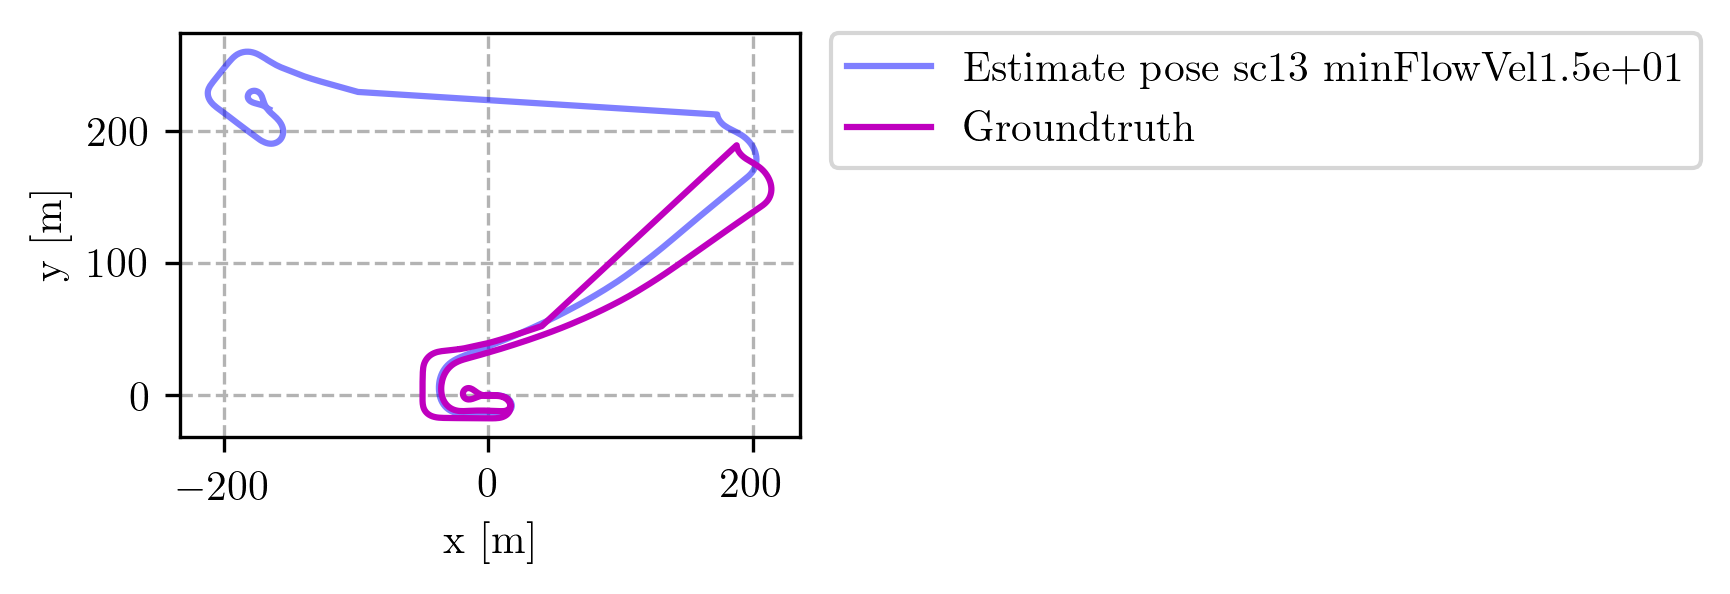 Estimate pose sc13 minFlowVel1.5e+01
Groundtruth
y [m]
200
100
0
−200 0 200
x [m]